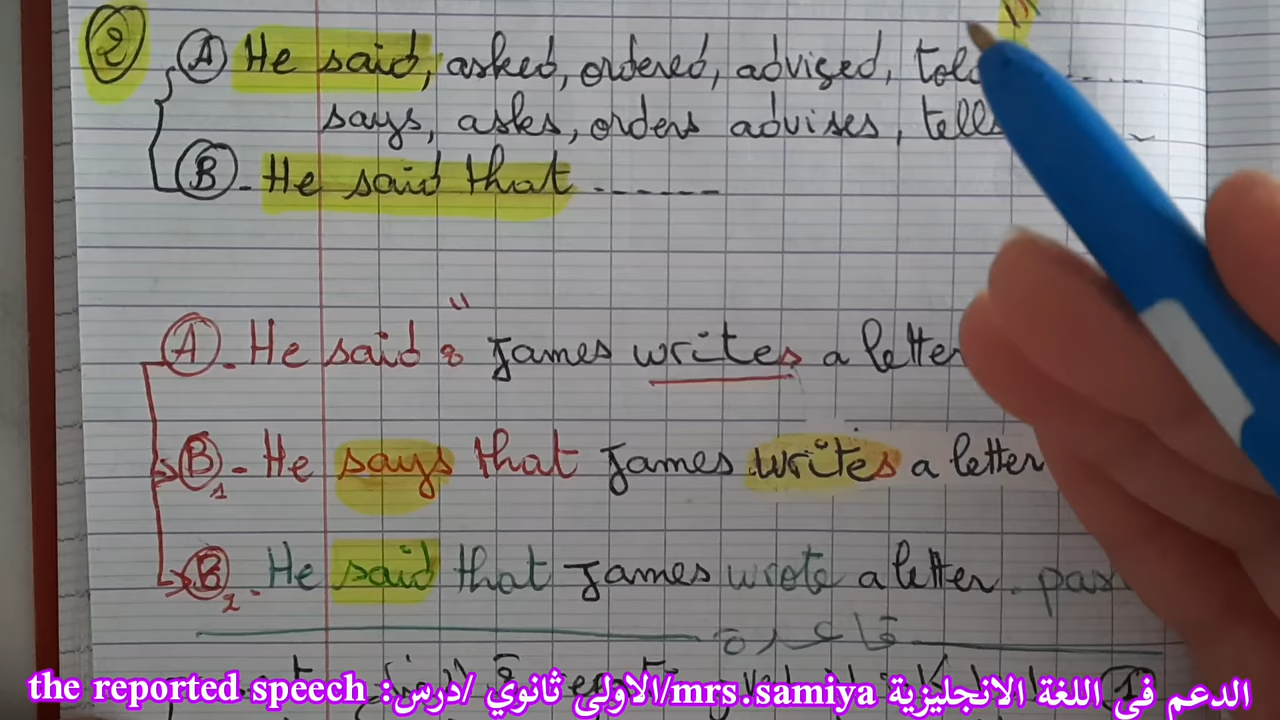 2 A He said, asked, ordered, advised, told ......
says, asks, orders advises, tells
B - He said that -------
A - He said : " James writes a letter
B1 - He says that James writes a letter
B2 - He said that James wrote a letter. pas
قاعدة
الدعم في اللغة الانجليزية mrs.samiya/الاولى ثانوي /درس: the reported speech